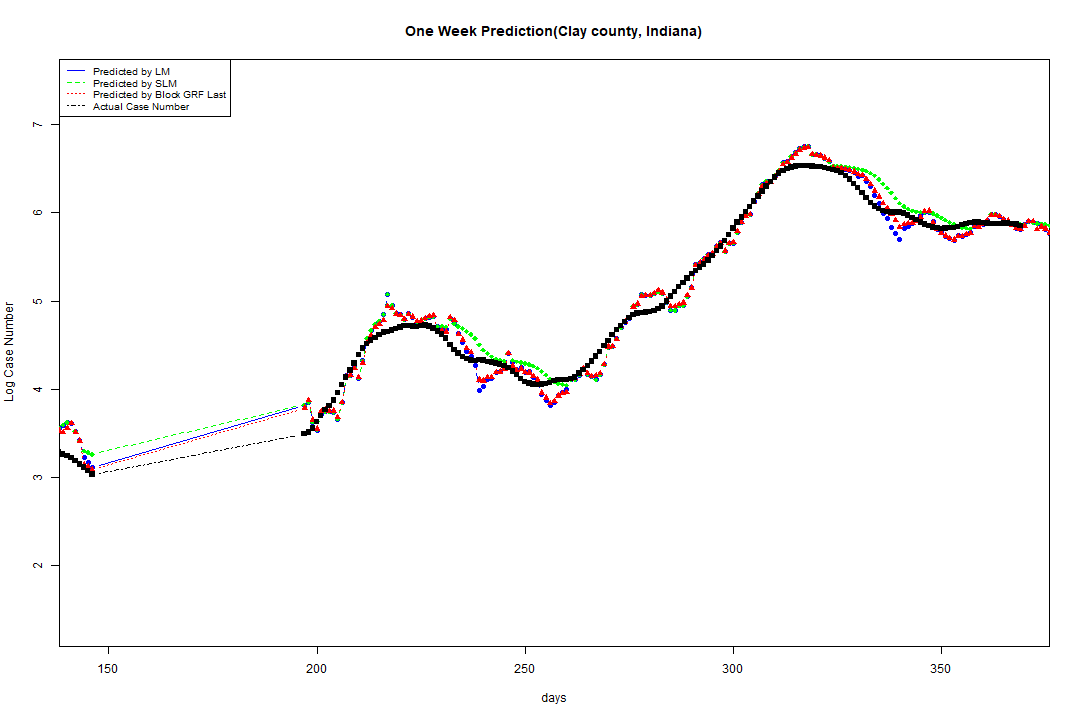 One Week Prediction(Clay county, Indiana)
Predicted by LM
Predicted by SLM
Predicted by Block GRF Last
Actual Case Number
7
6
5
4
3
2
Log Case Number
150 200 250 300 350
days